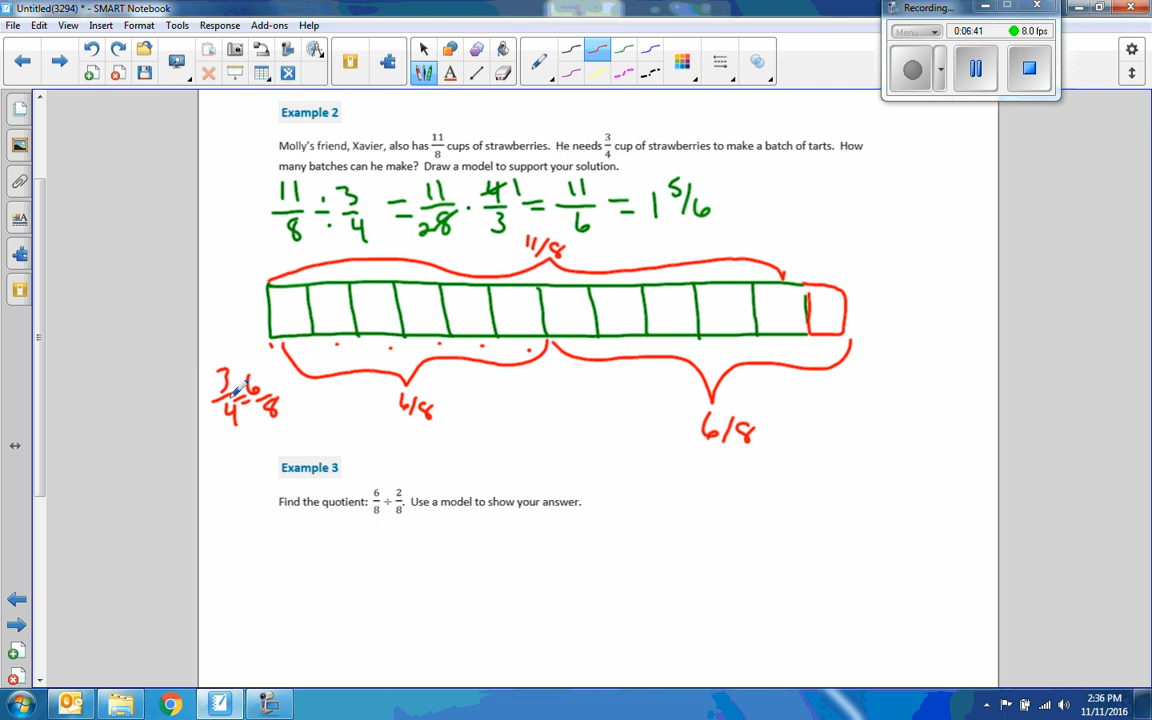 Untitled(3294) * - SMART Notebook
Recording...
File Edit View Insert Format Tools Response Add-ons Help
Menu 0:06:41 8.0 fps
Example 2
Molly's friend, Xavier, also has 11/8 cups of strawberries. He needs 3/4 cup of strawberries to make a batch of tarts. How
many batches can he make? Draw a model to support your solution.
11/8 ÷ 3/4 = 11/28 · 41/3 = 11/6 = 1 5/6
11/8
3/4 = 6/8
6/8
6/8
Example 3
Find the quotient: 6/8 ÷ 2/8. Use a model to show your answer.
2:36 PM
11/11/2016